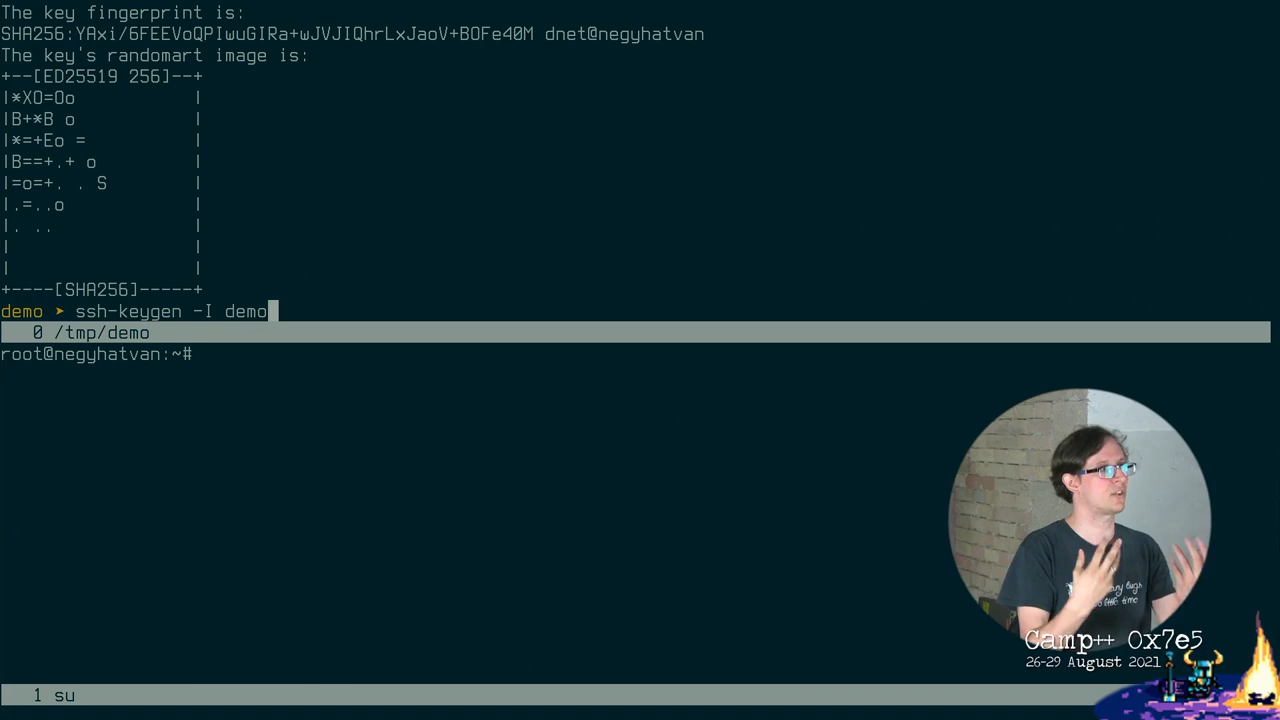 The key fingerprint is:
SHA256:YAxi/6FEEVoQPIwuGIRa+wJVJIQhrLxJaoV+BOFe40M dnet@negyhatvan
The key's randomart image is:
+--[ED25519 256]--+
|*XO=Oo           |
|B+*B o           |
|*=+Eo =          |
|B==+.+ o         |
|=o=+. . S        |
|.=..o            |
|. ..             |
|                 |
|                 |
+----[SHA256]-----+
demo ➤ ssh-keygen -I demo
0 /tmp/demo
root@negyhatvan:~#
bugs
time
Camp++ 0x7e5
26-29 August 2021
1 su